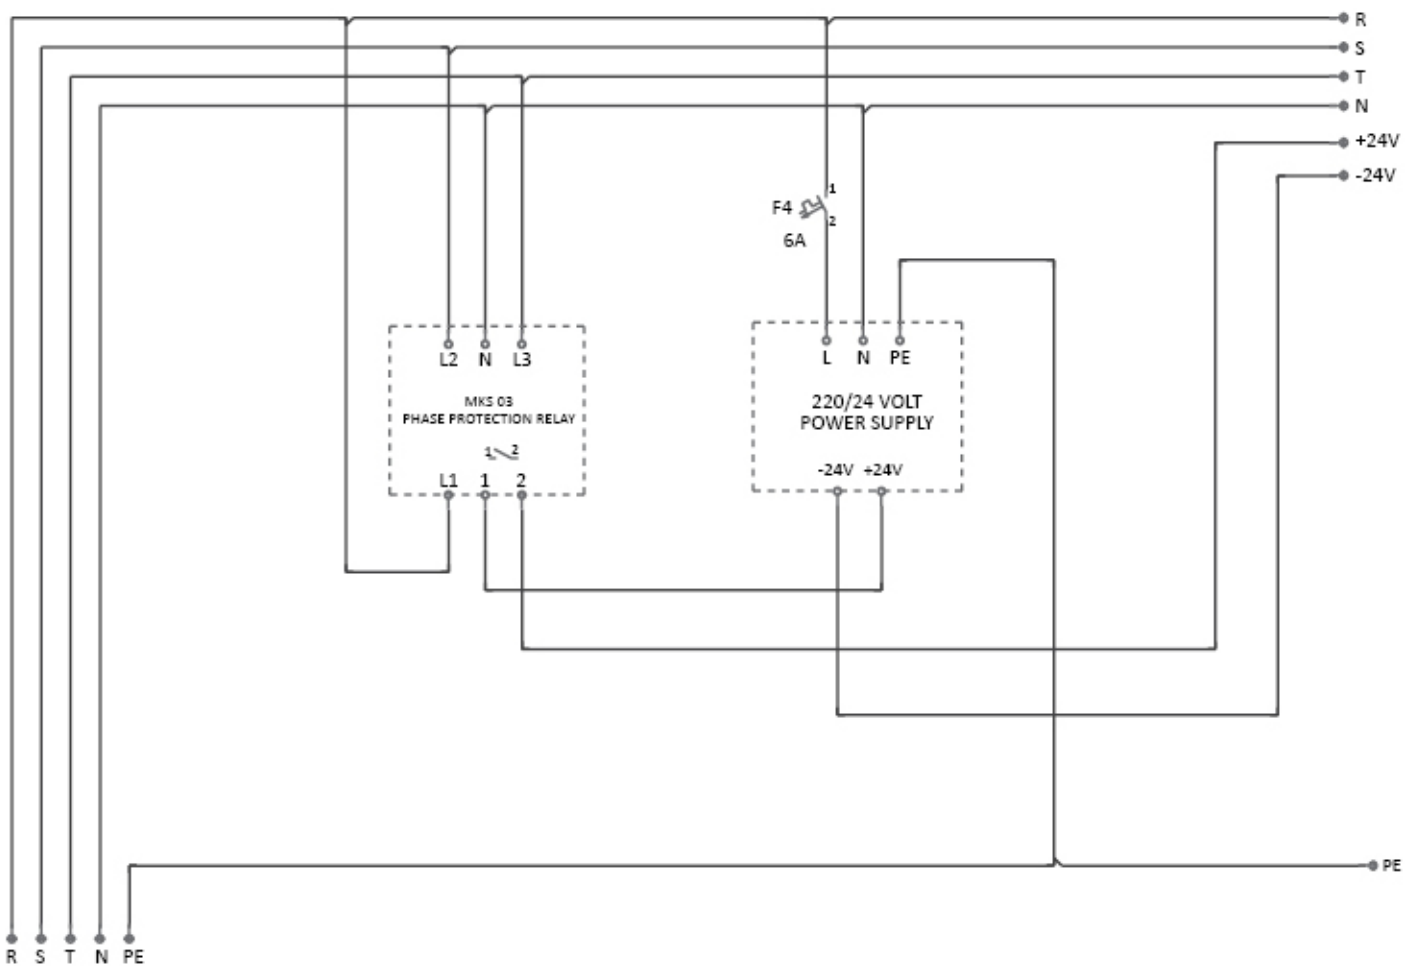 R
S
T
N
+24V
-24V
1
F4
2
6A
L2 N L3
L N PE
MKS 03
PHASE PROTECTION RELAY
220/24 VOLT
POWER SUPPLY
1 2
-24V +24V
L1 1 2
PE
R S T N PE